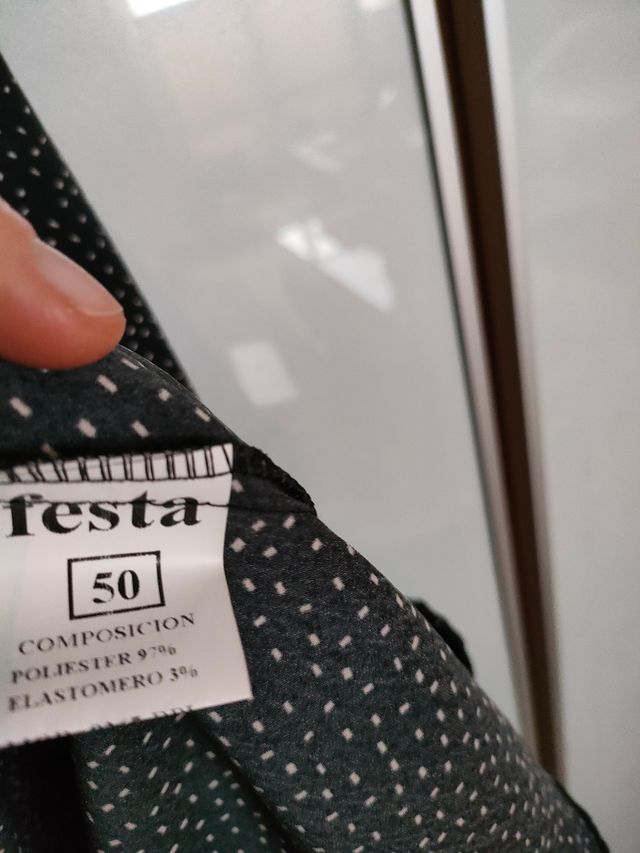 festa
50
COMPOSICION
POLIESTER 97%
ELASTOMERO 3%